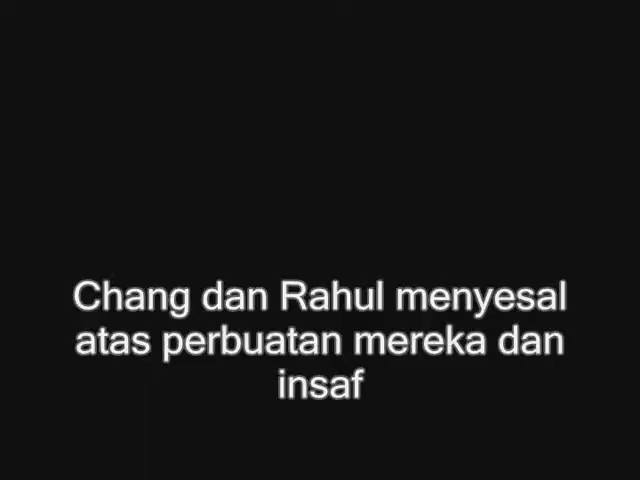 Chang dan Rahul menyesal
atas perbuatan mereka dan
insaf